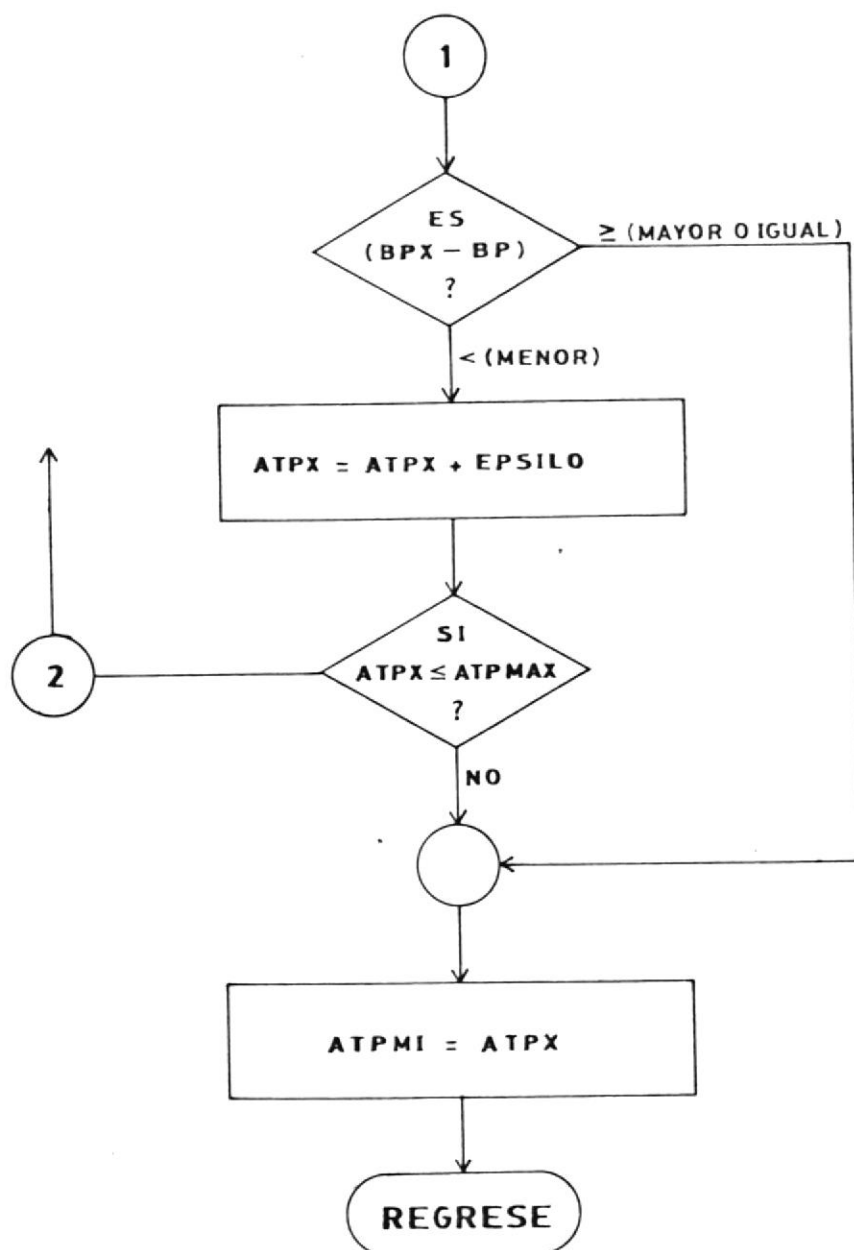 1
ES
(BPX - BP)
?
≥ (MAYOR O IGUAL)
< (MENOR)
ATPX = ATPX + EPSILO
SI
ATPX ≤ ATPMAX
?
2
NO
ATPMI = ATPX
REGRESE